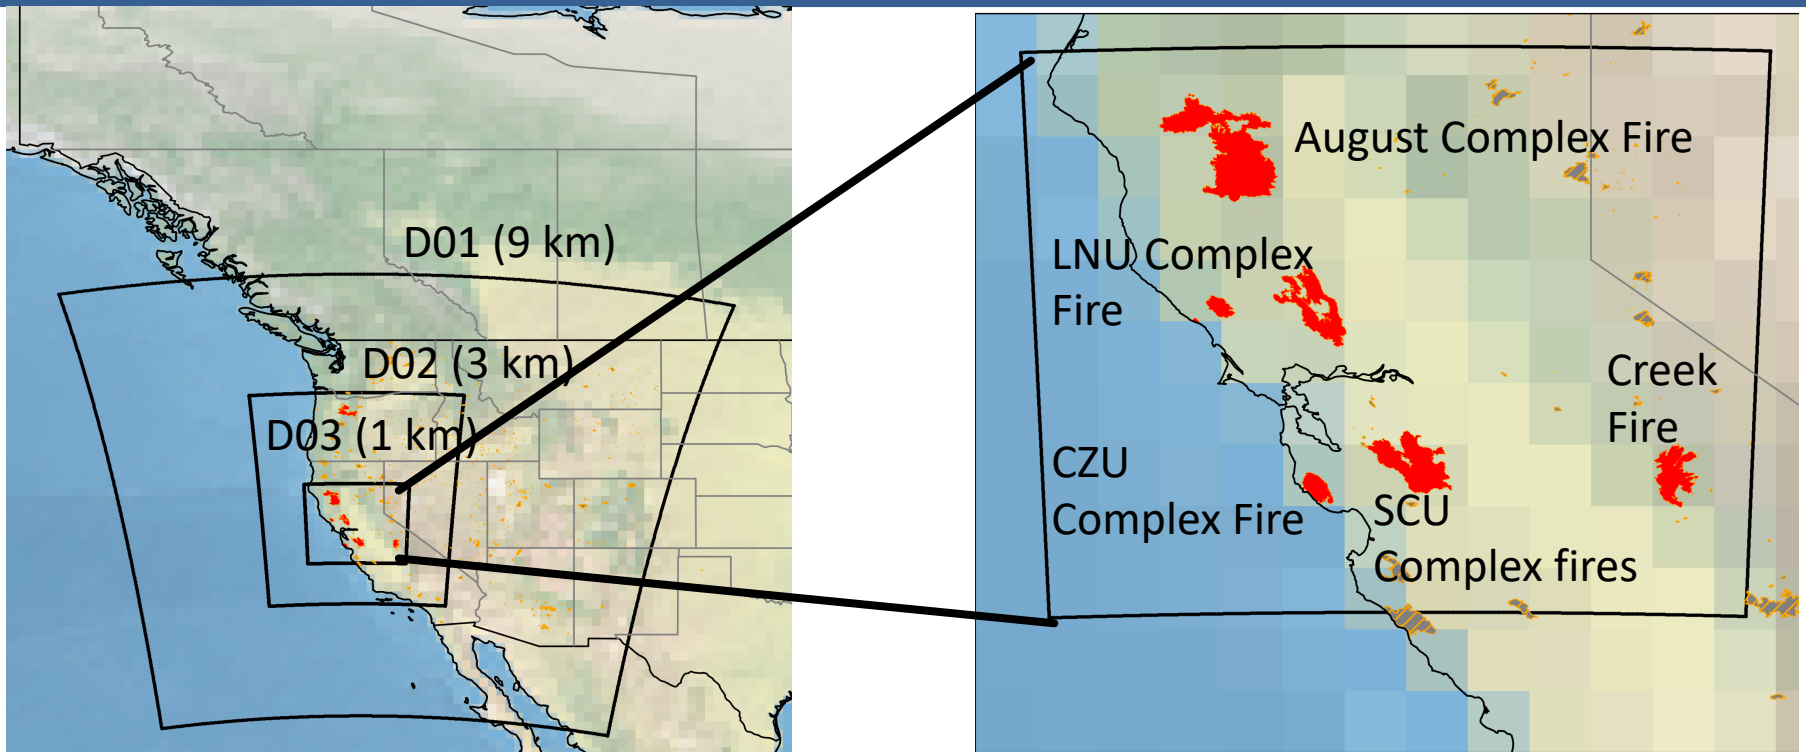 D01 (9 km)
D02 (3 km)
D03 (1 km)
August Complex Fire
LNU Complex
Fire
Creek
Fire
CZU
Complex Fire
SCU
Complex fires